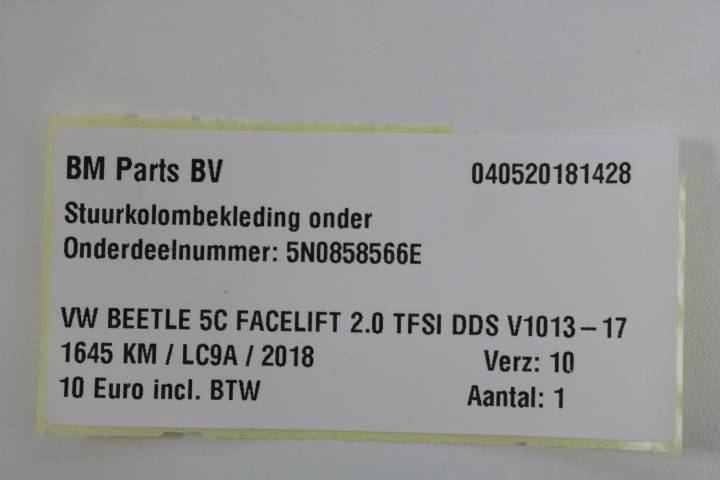 BM Parts BV 040520181428
Stuurkolombekleding onder
Onderdeelnummer: 5N0858566E
VW BEETLE 5C FACELIFT 2.0 TFSI DDS V1013-17
1645 KM / LC9A / 2018 Verz: 10
10 Euro incl. BTW Aantal: 1